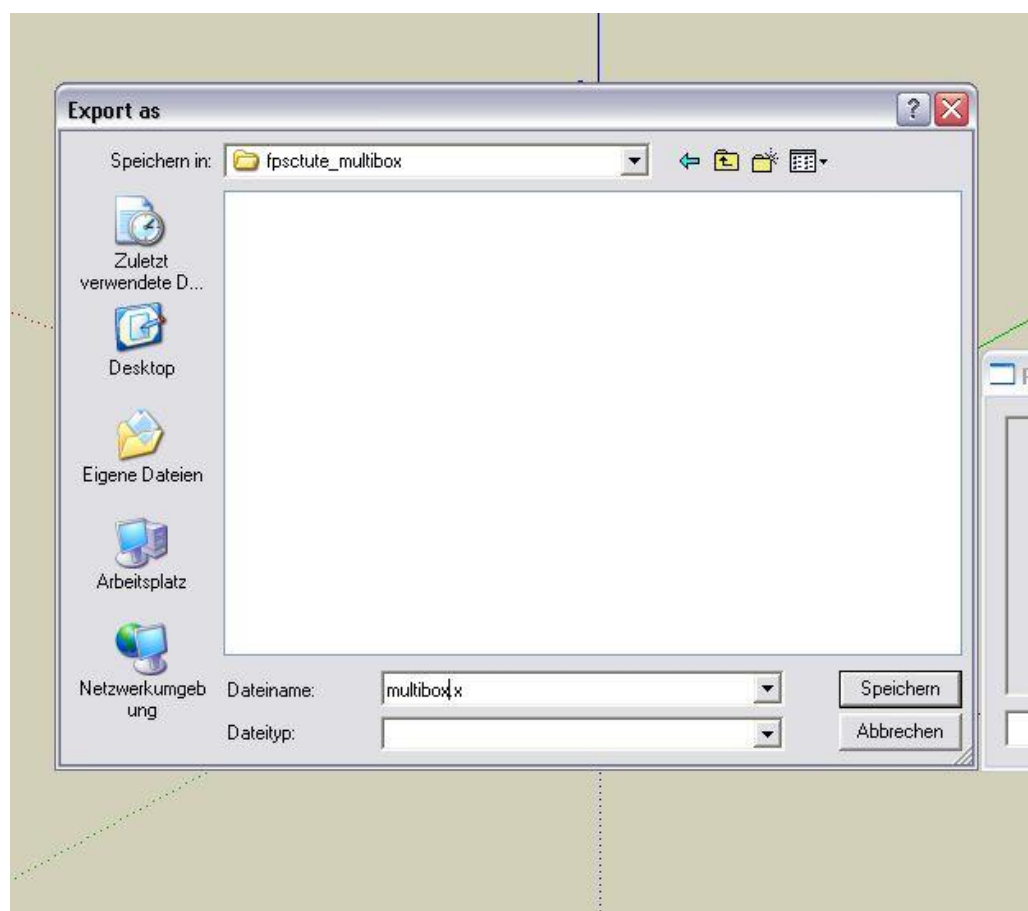 Export as
Speichern in:
fpsctute_multibox
Zuletzt
verwendete D...
Desktop
Eigene Dateien
Arbeitsplatz
Netzwerkumgeb
ung
Dateiname:
multibox.x
Speichern
Dateityp:
Abbrechen